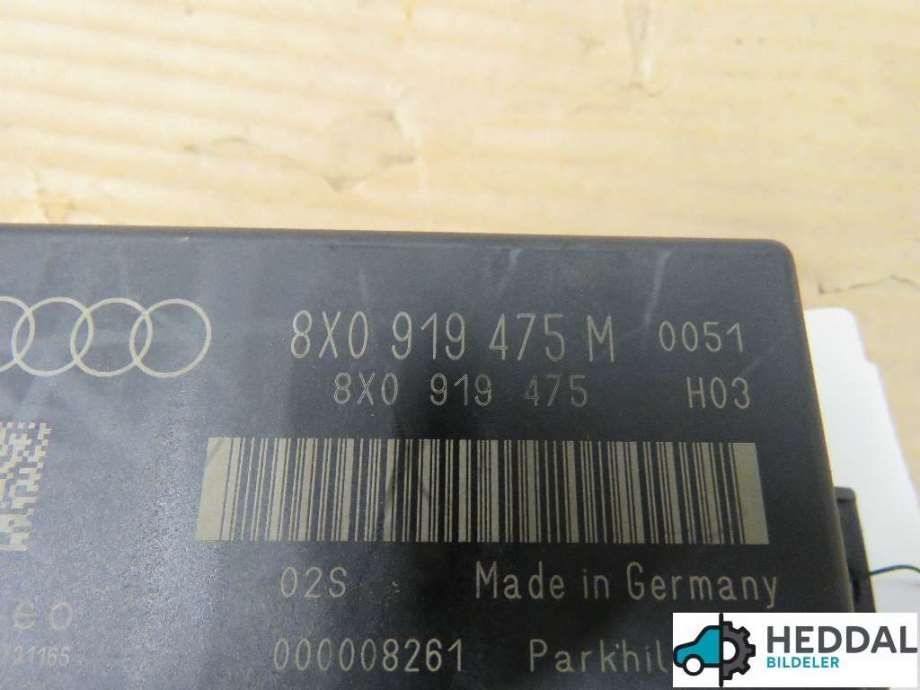 8X0 919 475 M 0051
8X0 919 475 H03
02S Made in Germany
000008261
HEDDAL
BILDELER